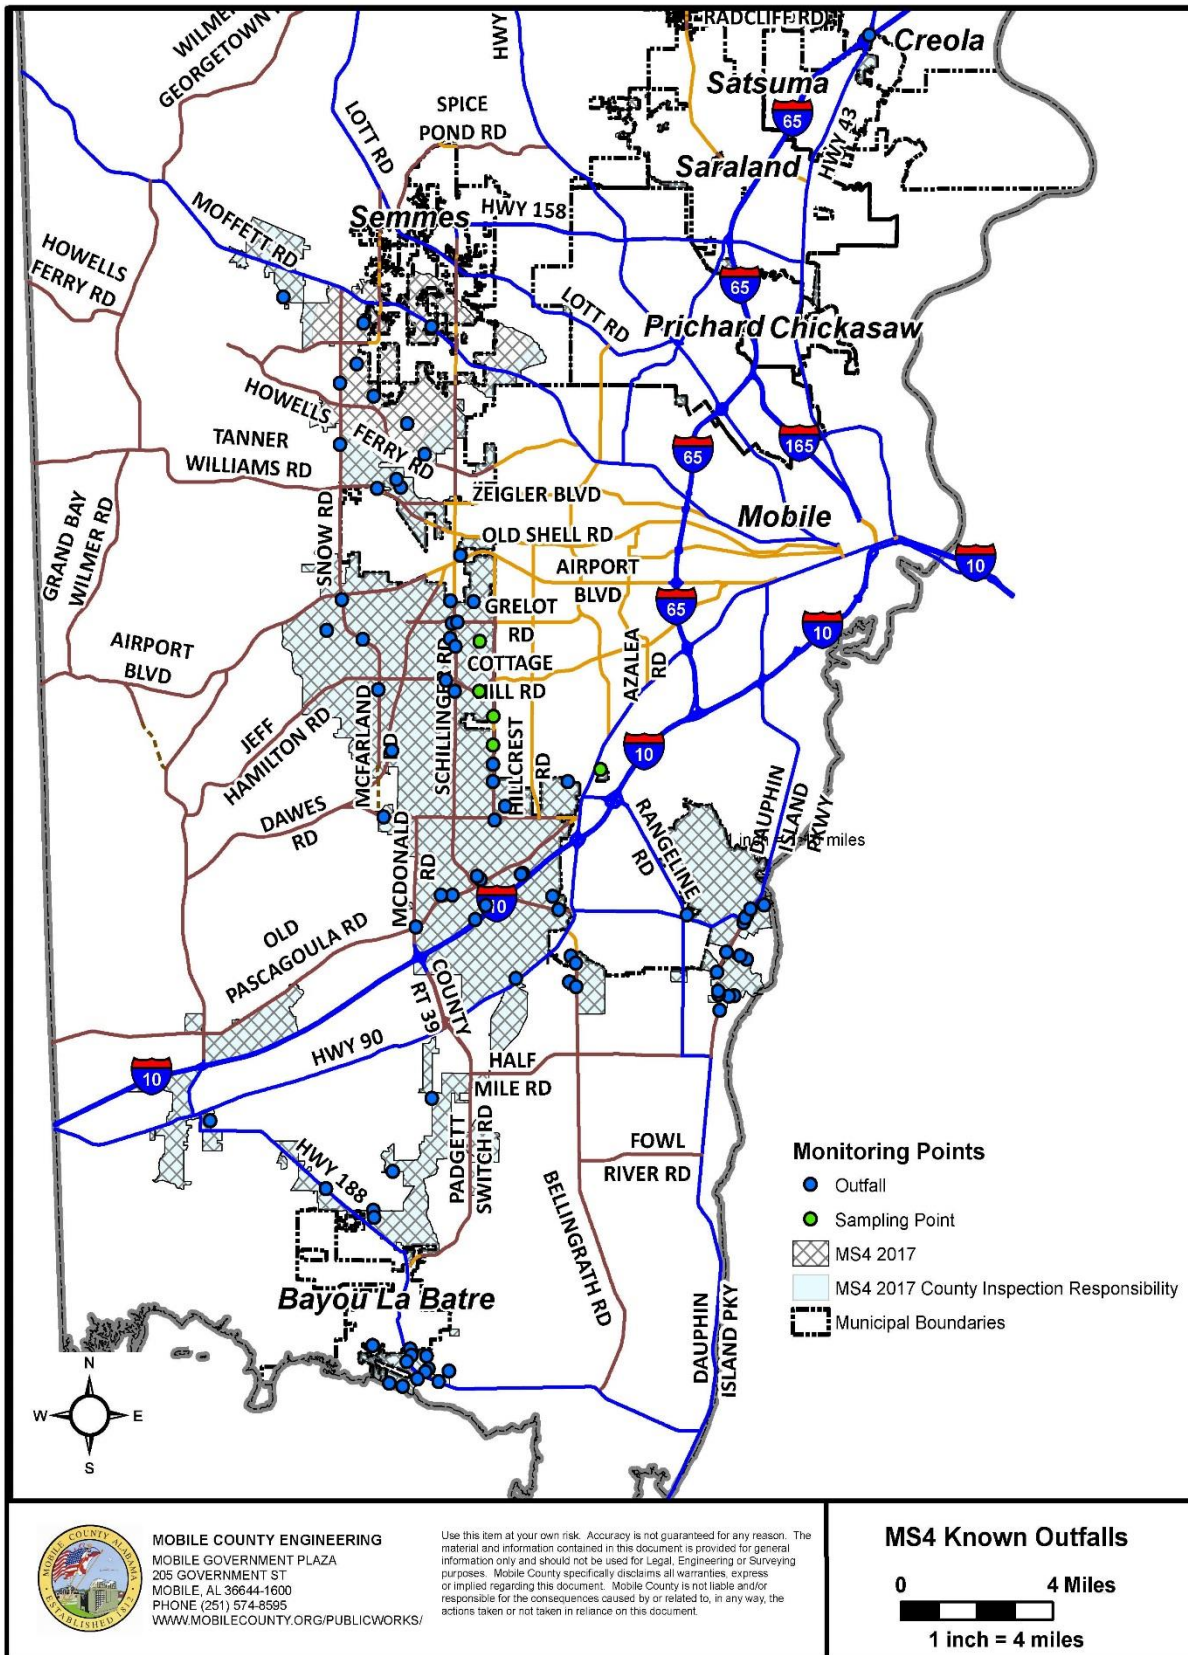 RADCLIFF RD
Creola
WILMER
GEORGETOWN
HWY
Satsuma
65
LOTT RD
SPICE
POND RD
HWY 43
Saraland
Semmes
HWY 158
MOFFETT RD
HOWELLS
FERRY RD
65
LOTT RD
Prichard
Chickasaw
HOWELLS
FERRY RD
TANNER
WILLIAMS RD
65
165
ZEIGLER BLVD
Mobile
GRAND BAY
WILMER RD
SNOW RD
OLD SHELL RD
AIRPORT
BLVD
10
65
GRELOT
RD
10
AIRPORT
BLVD
COTTAGE
HILL RD
AZALEA
RD
JEFF
HAMILTON RD
MCFARLAND
RD
SCHILLINGER RD
HILLCREST
RD
10
DAWES
RD
MCDONALD
RD
RANGELINE
RD
DAUPHIN
ISLAND
PKWY
1 inch = miles
10
OLD
PASCAGOULA RD
COUNTY
RT 39
HWY 90
HALF
MILE RD
10
PADGETT
SWITCH RD
FOWL
RIVER RD
HWY 188
BELLINGRATH RD
Bayou La Batre
DAUPHIN
ISLAND PKY
Monitoring Points
Outfall
Sampling Point
MS4 2017
MS4 2017 County Inspection Responsibility
Municipal Boundaries
N
W E
S
MOBILE COUNTY ALABAMA
ESTABLISHED 1812
MOBILE COUNTY ENGINEERING
MOBILE GOVERNMENT PLAZA
205 GOVERNMENT ST
MOBILE, AL 36644-1600
PHONE (251) 574-8595
WWW.MOBILECOUNTY.ORG/PUBLICWORKS/
Use this item at your own risk. Accuracy is not guaranteed for any reason. The
material and information contained in this document is provided for general
information only and should not be used for Legal, Engineering or Surveying
purposes. Mobile County specifically disclaims all warranties, express
or implied regarding this document. Mobile County is not liable and/or
responsible for the consequences caused by or related to, in any way, the
actions taken or not taken in reliance on this document.
MS4 Known Outfalls
0 4 Miles
1 inch = 4 miles